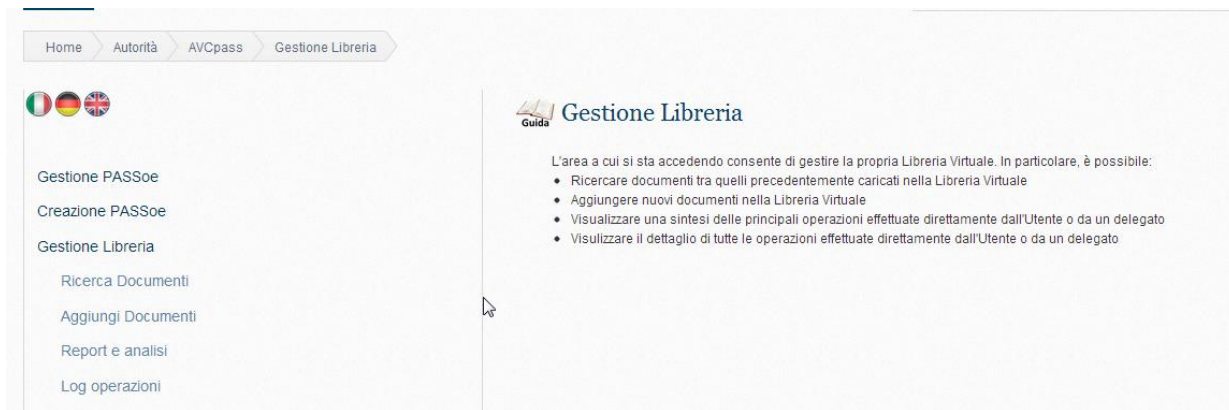 Home Autorità AVCpass Gestione Libreria
Gestione PASSoe
Creazione PASSoe
Gestione Libreria
Ricerca Documenti
Aggiungi Documenti
Report e analisi
Log operazioni
Guida
Gestione Libreria
L'area a cui si sta accedendo consente di gestire la propria Libreria Virtuale. In particolare, è possibile:
• Ricercare documenti tra quelli precedentemente caricati nella Libreria Virtuale
• Aggiungere nuovi documenti nella Libreria Virtuale
• Visualizzare una sintesi delle principali operazioni effettuate direttamente dall'Utente o da un delegato
• Visulizzare il dettaglio di tutte le operazioni effettuate direttamente dall'Utente o da un delegato